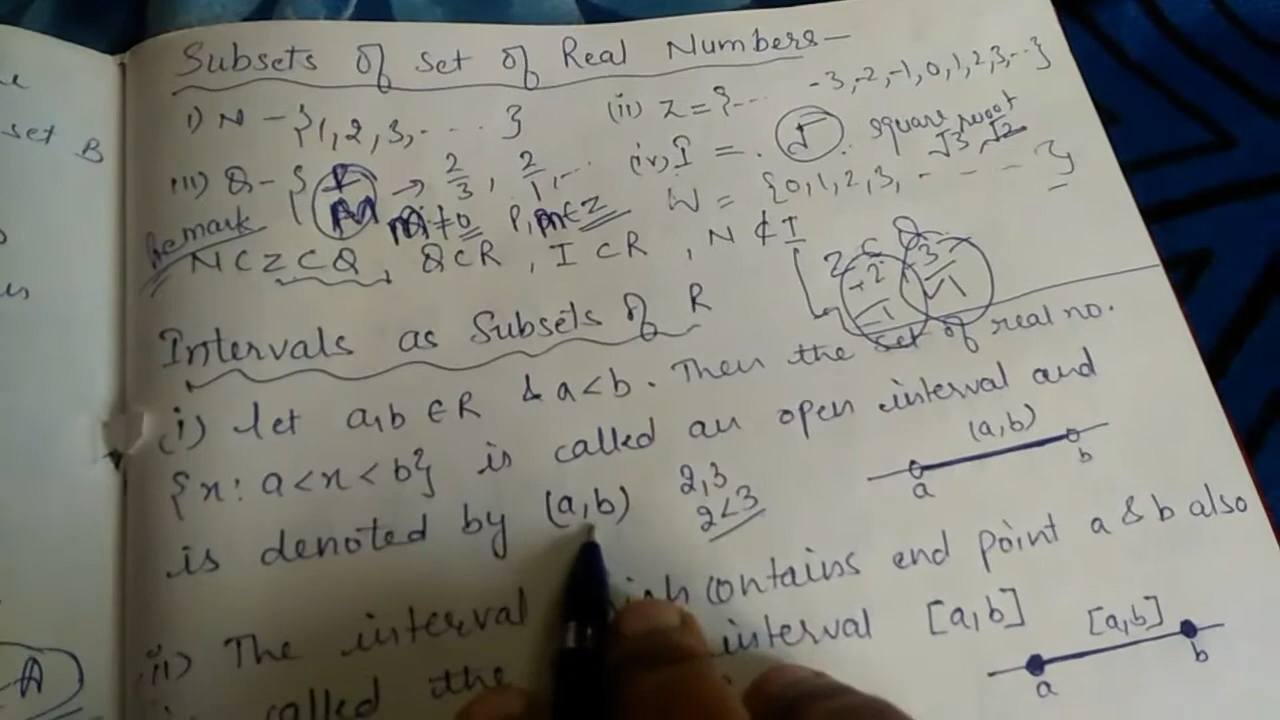 set B
Subsets Of set of Real Numbers—
i) N - {1, 2, 3, - - - . }
(ii) Z = {--- -3,-2,-1,0,1,2,3,--}
iii) Q - { → 2/3, 2/1, --
(iv) I = . √ . square root √3 √2
≠0 P, ∈ Z
W = {0,1,2,3, - - - - }
Remark
N⊂Z⊂Q, Q⊂R, I⊂R, N⊄I
Z ⊂ Q
Intervals as Subsets Of R
(i) let a,b ∈R & a<b. Then the set of real no.
{x: a<x<b} is called an open interval and
is denoted by (a,b)
2,3
2<3
(a,b)
a b
ii) The interval which contains end point a & b also
called the interval [a,b]
[a,b]
a b
A